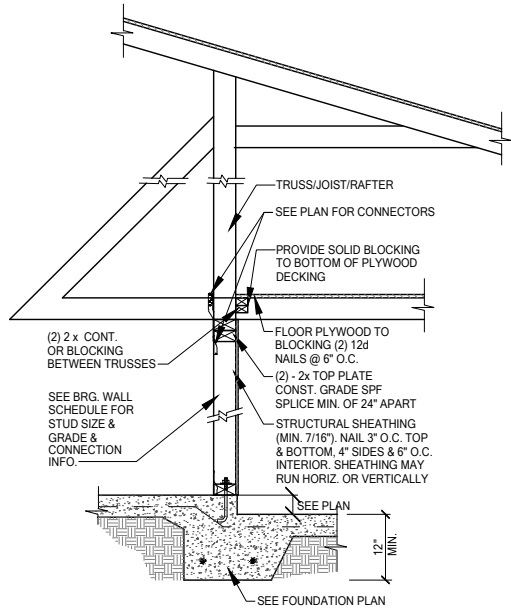 TRUSS/JOIST/RAFTER
SEE PLAN FOR CONNECTORS
PROVIDE SOLID BLOCKING
TO BOTTOM OF PLYWOOD
DECKING
(2) 2 x CONT.
OR BLOCKING
BETWEEN TRUSSES
FLOOR PLYWOOD TO
BLOCKING (2) 12d
NAILS @ 6" O.C.
(2) - 2x TOP PLATE
CONST. GRADE SPF
SPLICE MIN. OF 24" APART
SEE BRG. WALL
SCHEDULE FOR
STUD SIZE &
GRADE &
CONNECTION
INFO.
STRUCTURAL SHEATHING
(MIN. 7/16"). NAIL 3" O.C. TOP
& BOTTOM, 4" SIDES & 6" O.C.
INTERIOR. SHEATHING MAY
RUN HORIZ. OR VERTICALLY
SEE PLAN
12"
MIN.
SEE FOUNDATION PLAN